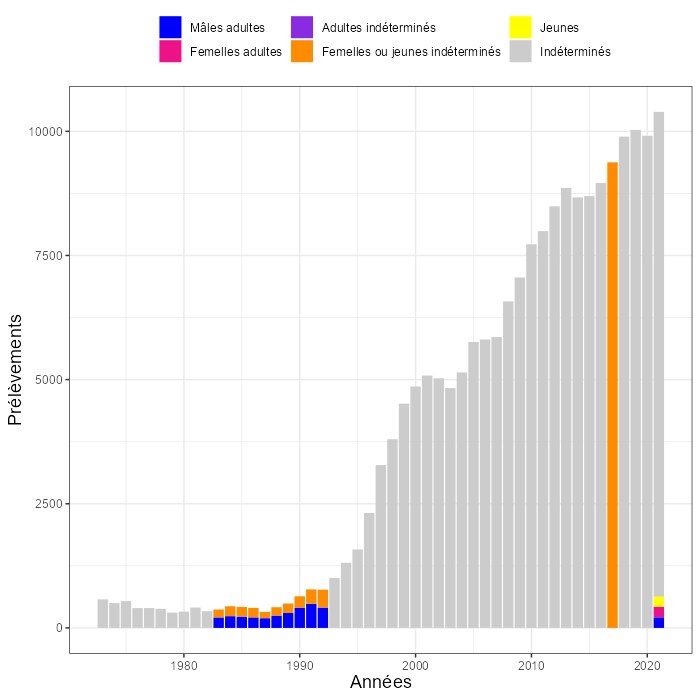 Mâles adultes
Adultes indéterminés
Jeunes
Femelles adultes
Femelles ou jeunes indéterminés
Indéterminés
10000
7500
5000
2500
0
Prélèvements
1980
1990
2000
2010
2020
Années